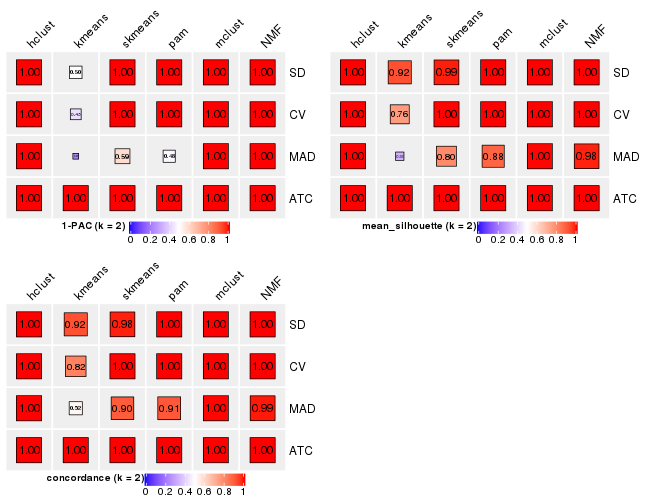 hclust kmeans skmeans pam mclust NMF
1.00 0.50 1.00 1.00 1.00 1.00 SD
1.00 1.00 1.00 1.00 1.00 CV
1.00 0.59 0.48 1.00 1.00 MAD
1.00 1.00 1.00 1.00 1.00 1.00 ATC
1-PAC (k = 2)
0 0.2 0.4 0.6 0.8 1
hclust kmeans skmeans pam mclust NMF
1.00 0.92 0.99 1.00 1.00 1.00 SD
1.00 0.76 1.00 1.00 1.00 1.00 CV
1.00 0.80 0.88 1.00 0.98 MAD
1.00 1.00 1.00 1.00 1.00 1.00 ATC
mean_silhouette (k = 2)
0 0.2 0.4 0.6 0.8 1
hclust kmeans skmeans pam mclust NMF
1.00 0.92 0.98 1.00 1.00 1.00 SD
1.00 0.82 1.00 1.00 1.00 1.00 CV
1.00 0.52 0.90 0.91 1.00 0.99 MAD
1.00 1.00 1.00 1.00 1.00 1.00 ATC
concordance (k = 2)
0 0.2 0.4 0.6 0.8 1